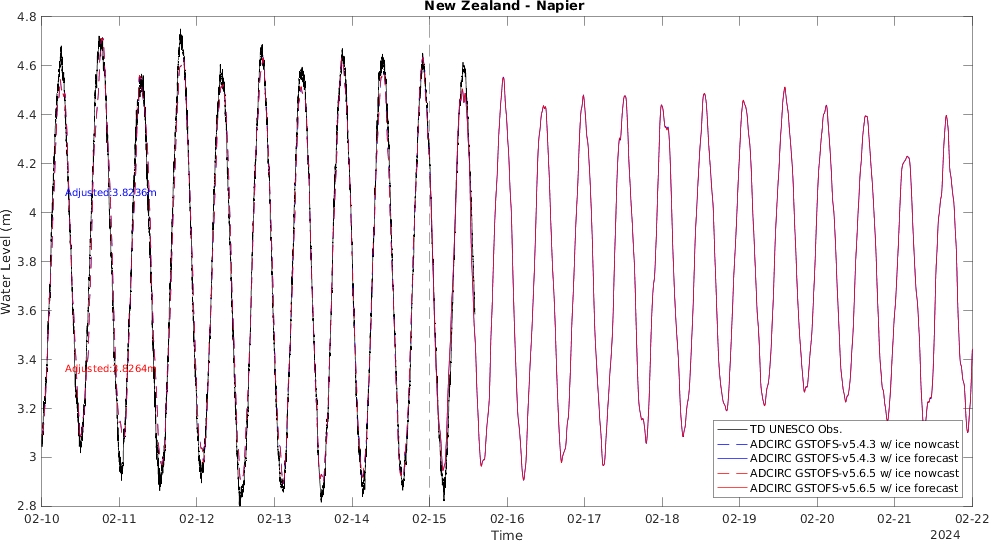 New Zealand - Napier
4.8
4.6
4.4
4.2
4
3.8
3.6
3.4
3.2
3
2.8
Water Level (m)
Adjusted:3.8236m
Adjusted:3.8264m
TD UNESCO Obs.
ADCIRC GSTOFS-v5.4.3 w/ ice nowcast
ADCIRC GSTOFS-v5.4.3 w/ ice forecast
ADCIRC GSTOFS-v5.6.5 w/ ice nowcast
ADCIRC GSTOFS-v5.6.5 w/ ice forecast
02-10 02-11 02-12 02-13 02-14 02-15 02-16 02-17 02-18 02-19 02-20 02-21 02-22
Time
2024